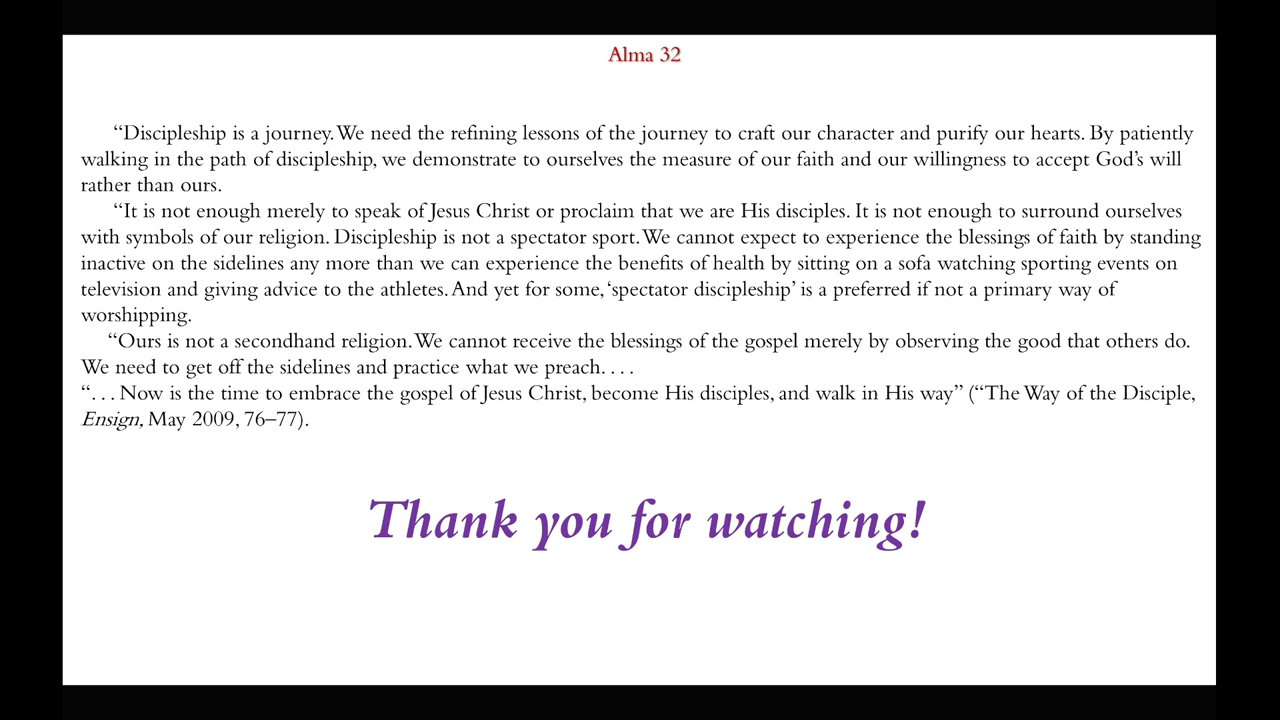 Alma 32
“Discipleship is a journey. We need the refining lessons of the journey to craft our character and purify our hearts. By patiently
walking in the path of discipleship, we demonstrate to ourselves the measure of our faith and our willingness to accept God’s will
rather than ours.
“It is not enough merely to speak of Jesus Christ or proclaim that we are His disciples. It is not enough to surround ourselves
with symbols of our religion. Discipleship is not a spectator sport. We cannot expect to experience the blessings of faith by standing
inactive on the sidelines any more than we can experience the benefits of health by sitting on a sofa watching sporting events on
television and giving advice to the athletes. And yet for some, ‘spectator discipleship’ is a preferred if not a primary way of
worshipping.
“Ours is not a secondhand religion. We cannot receive the blessings of the gospel merely by observing the good that others do.
We need to get off the sidelines and practice what we preach. . . .
“. . . Now is the time to embrace the gospel of Jesus Christ, become His disciples, and walk in His way” (“The Way of the Disciple,
Ensign, May 2009, 76–77).
Thank you for watching!